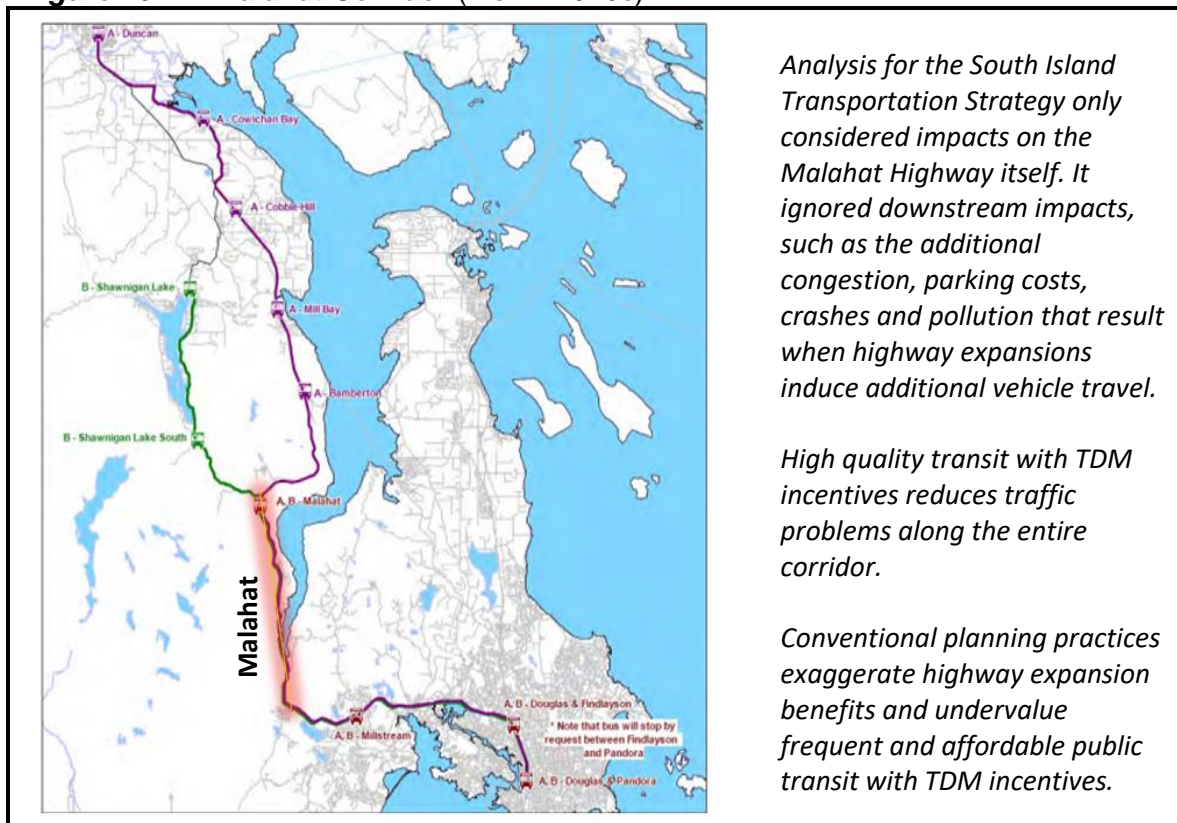 A - Duncan
A - Cowichan Bay
A - Cobble Hill
B - Shawnigan Lake
A - Mill Bay
A - Bamberton
B - Shawnigan Lake South
A, B - Malahat
Malahat
A, B - Douglas & Findlayson
* Note that bus will stop by
request between Findlayson
and Pandora
A, B - Millstream
A, B - Douglas & Pandora
Analysis for the South Island
Transportation Strategy only
considered impacts on the
Malahat Highway itself. It
ignored downstream impacts,
such as the additional
congestion, parking costs,
crashes and pollution that result
when highway expansions
induce additional vehicle travel.
High quality transit with TDM
incentives reduces traffic
problems along the entire
corridor.
Conventional planning practices
exaggerate highway expansion
benefits and undervalue
frequent and affordable public
transit with TDM incentives.